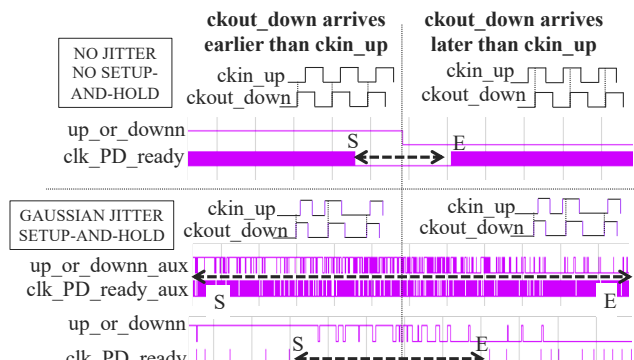 ckout_down arrives earlier than ckin_up
ckout_down arrives later than ckin_up
NO JITTER
NO SETUP-
AND-HOLD
ckin_up
ckout_down
ckin_up
ckout_down
up_or_downn
S
E
clk_PD_ready
GAUSSIAN JITTER
SETUP-AND-HOLD
ckin_up
ckout_down
ckin_up
ckout_down
up_or_downn_aux
clk_PD_ready_aux
S
E
up_or_downn
S
E
clk_PD_ready